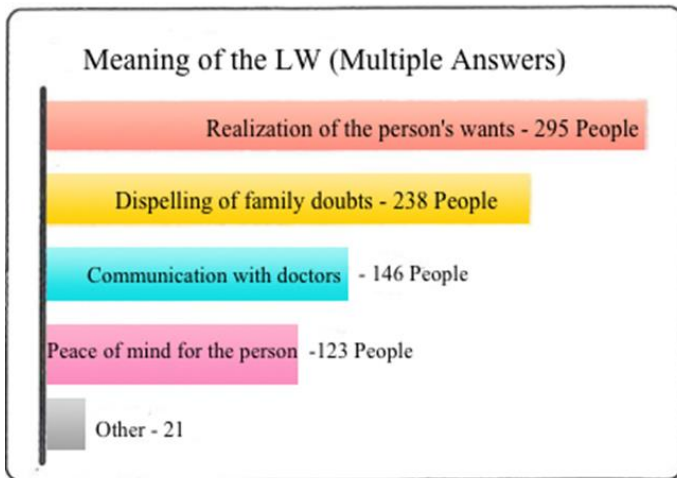 Meaning of the LW (Multiple Answers)
Realization of the person's wants - 295 People
Dispelling of family doubts - 238 People
Communication with doctors - 146 People
Peace of mind for the person -123 People
Other - 21